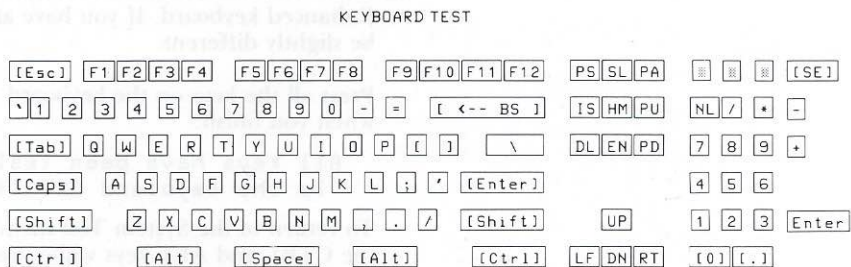 KEYBOARD TEST
[Esc] F1 F2 F3 F4 F5 F6 F7 F8 F9 F10 F11 F12 PS SL PA [SE]
` 1 2 3 4 5 6 7 8 9 0 - = [ <-- BS ] IS HM PU NL / * -
[Tab] Q W E R T Y U I O P [ ] \ DL EN PD 7 8 9 +
[Caps] A S D F G H J K L ; ' [Enter] 4 5 6
[Shift] Z X C V B N M , . / [Shift] UP 1 2 3 Enter
[Ctrl] [Alt] [Space] [Alt] [Ctrl] LF DN RT [0] [.]